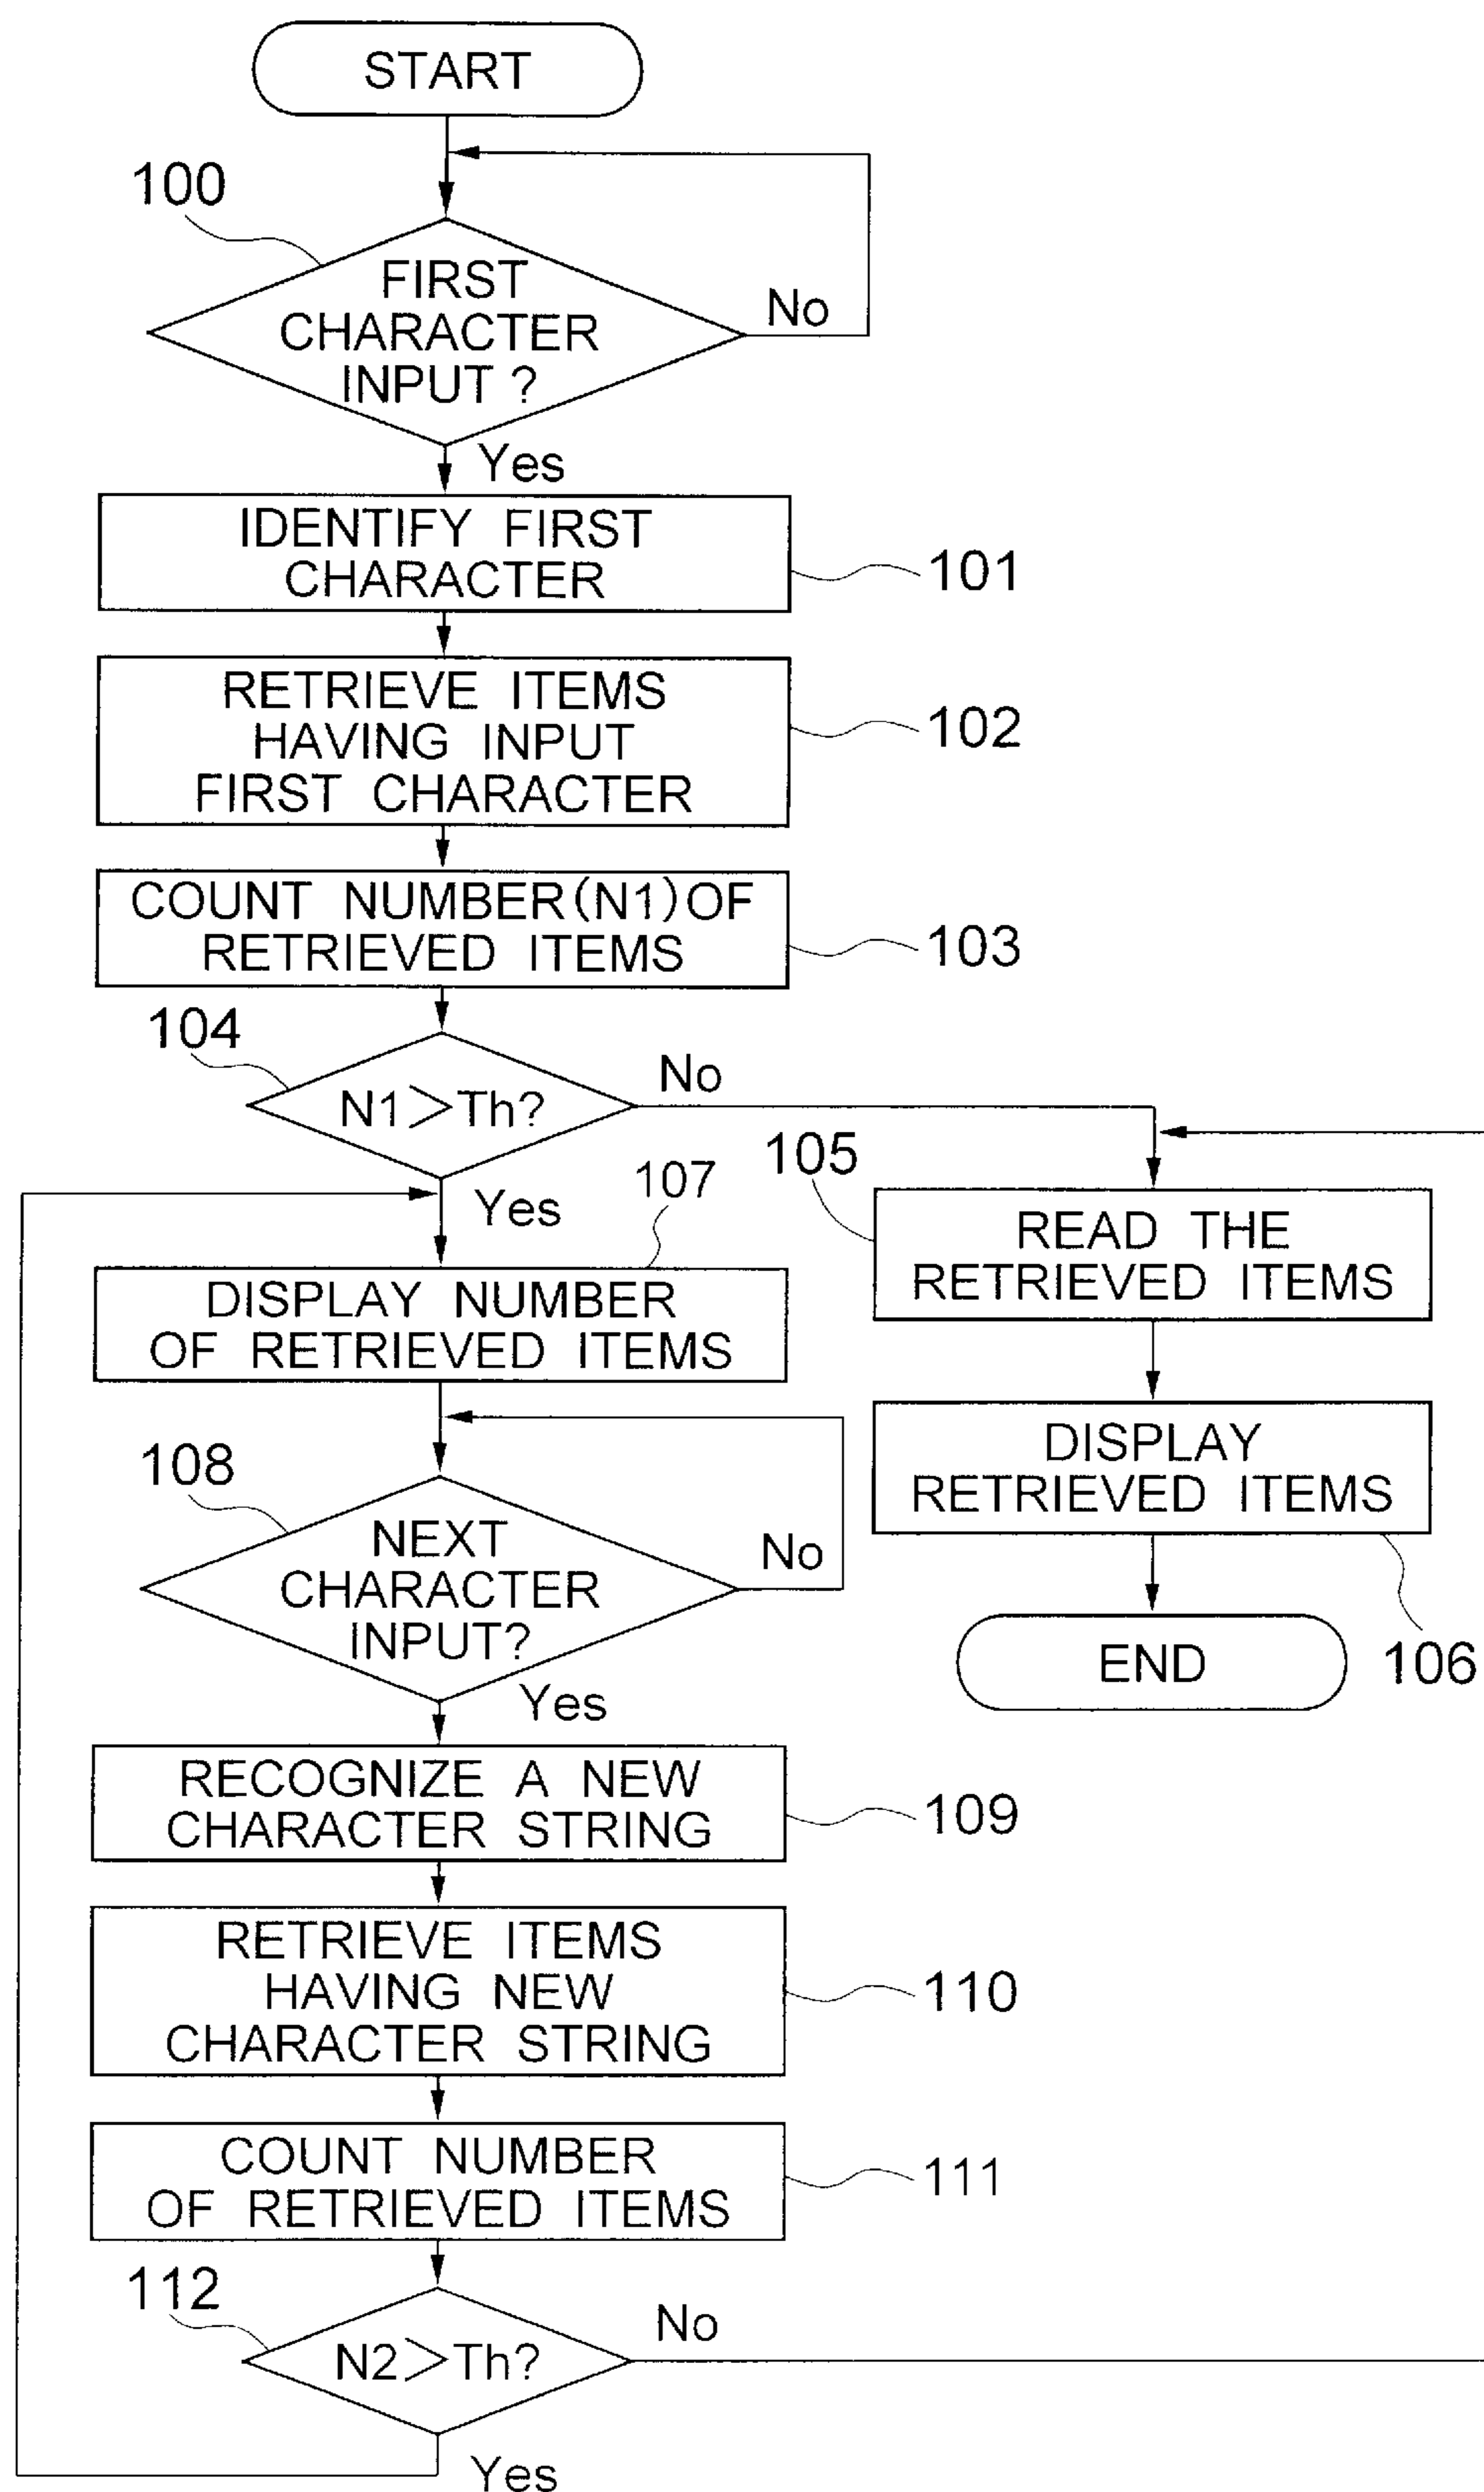 START
100
FIRST
CHARACTER
INPUT ?
No
Yes
IDENTIFY FIRST
CHARACTER
101
RETRIEVE ITEMS
HAVING INPUT
FIRST CHARACTER
102
COUNT NUMBER(N1)OF
RETRIEVED ITEMS
103
104
N1>Th?
No
Yes
105
READ THE
RETRIEVED ITEMS
DISPLAY
RETRIEVED ITEMS
106
END
107
DISPLAY NUMBER
OF RETRIEVED ITEMS
108
NEXT
CHARACTER
INPUT?
No
Yes
RECOGNIZE A NEW
CHARACTER STRING
109
RETRIEVE ITEMS
HAVING NEW
CHARACTER STRING
110
COUNT NUMBER
OF RETRIEVED ITEMS
111
112
N2>Th?
No
Yes